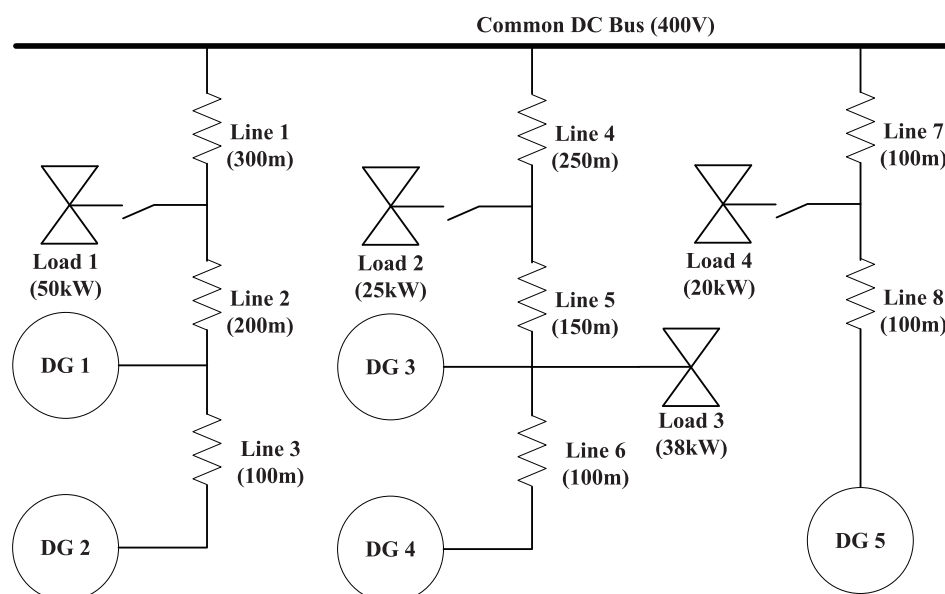 Common DC Bus (400V)
Line 1
(300m)
Line 4
(250m)
Line 7
(100m)
Load 1
(50kW)
Load 2
(25kW)
Load 4
(20kW)
Line 2
(200m)
Line 5
(150m)
Line 8
(100m)
DG 1
DG 3
Load 3
(38kW)
Line 3
(100m)
Line 6
(100m)
DG 2
DG 4
DG 5